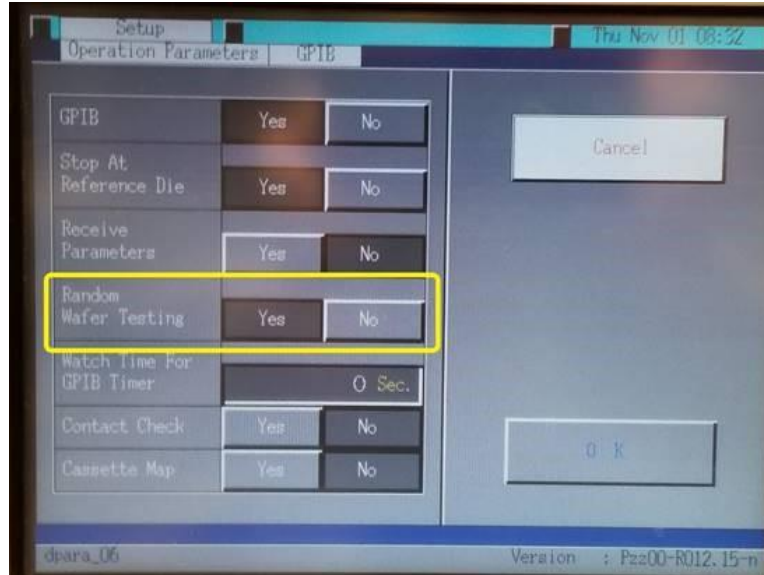 Setup
Thu Nov 01 08:32
Operation Parameters GPIB
GPIB Yes No
Cancel
Stop At
Reference Die Yes No
Receive
Parameters Yes No
Random
Wafer Testing Yes No
Watch Time For
GPIB Timer 0 Sec.
Contact Check Yes No
O K
Cassette Map Yes No
dpara_06 Version : Pzz00-R012.15-n